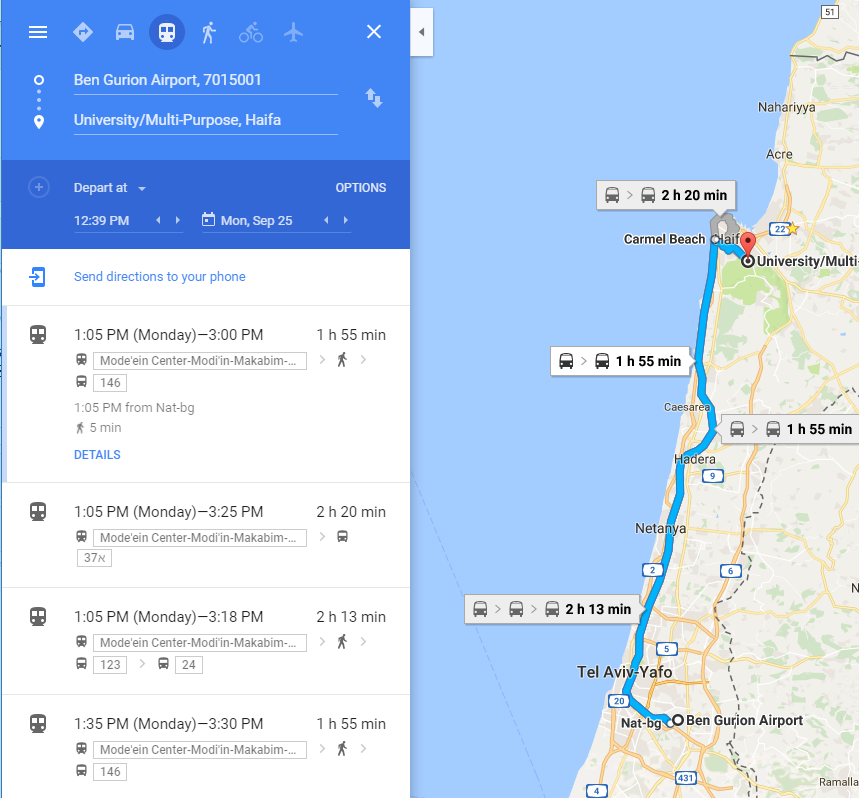 Ben Gurion Airport, 7015001
University/Multi-Purpose, Haifa
Depart at
OPTIONS
12:39 PM
Mon, Sep 25
Send directions to your phone
1:05 PM (Monday)—3:00 PM 1 h 55 min
Mode'ein Center-Modi'in-Makabim-...
146
1:05 PM from Nat-bg
5 min
DETAILS
1:05 PM (Monday)—3:25 PM 2 h 20 min
Mode'ein Center-Modi'in-Makabim-...
37א
1:05 PM (Monday)—3:18 PM 2 h 13 min
Mode'ein Center-Modi'in-Makabim-...
123 24
1:35 PM (Monday)—3:30 PM 1 h 55 min
Mode'ein Center-Modi'in-Makabim-...
146
51
Nahariyya
Acre
2 h 20 min
22
Carmel Beach
Haif
University/Multi-
1 h 55 min
Caesarea
1 h 55 min
Hadera
9
Netanya
2
6
2 h 13 min
5
Tel Aviv-Yafo
20
Nat-bg
Ben Gurion Airport
431
4
Ramalla